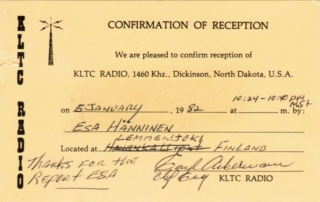 CONFIRMATION OF RECEPTION
KLTC RADIO
We are pleased to confirm reception of
KLTC RADIO, 1460 Khz., Dickinson, North Dakota, U.S.A.
10:24-10:40 PM
MST
on 5 JANUARY, 1982 at m. by:
ESA HANNINEN
LEMMENJOKI
Located at FINLAND
THANKS FOR THE
REPORT ESA
Ackermann
KLTC RADIO